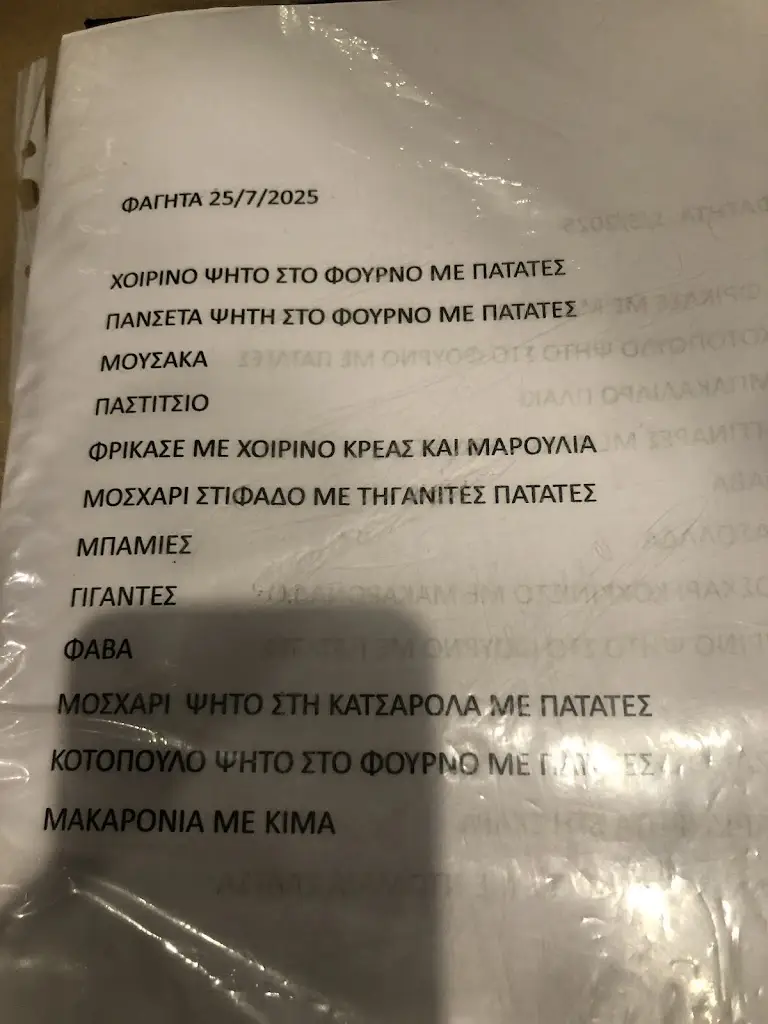 ΦΑΓΗΤΑ 25/7/2025
ΧΟΙΡΙΝΟ ΨΗΤΟ ΣΤΟ ΦΟΥΡΝΟ ΜΕ ΠΑΤΑΤΕΣ
ΠΑΝΣΕΤΑ ΨΗΤΗ ΣΤΟ ΦΟΥΡΝΟ ΜΕ ΠΑΤΑΤΕΣ
ΜΟΥΣΑΚΑ
ΠΑΣΤΙΤΣΙΟ
ΦΡΙΚΑΣΕ ΜΕ ΧΟΙΡΙΝΟ ΚΡΕΑΣ ΚΑΙ ΜΑΡΟΥΛΙΑ
ΜΟΣΧΑΡΙ ΣΤΙΦΑΔΟ ΜΕ ΤΗΓΑΝΙΤΕΣ ΠΑΤΑΤΕΣ
ΜΠΑΜΙΕΣ
ΓΙΓΑΝΤΕΣ
ΦΑΒΑ
ΜΟΣΧΑΡΙ ΨΗΤΟ ΣΤΗ ΚΑΤΣΑΡΟΛΑ ΜΕ ΠΑΤΑΤΕΣ
ΚΟΤΟΠΟΥΛΟ ΨΗΤΟ ΣΤΟ ΦΟΥΡΝΟ ΜΕ ΠΑΤΑΤΕΣ
ΜΑΚΑΡΟΝΙΑ ΜΕ ΚΙΜΑ